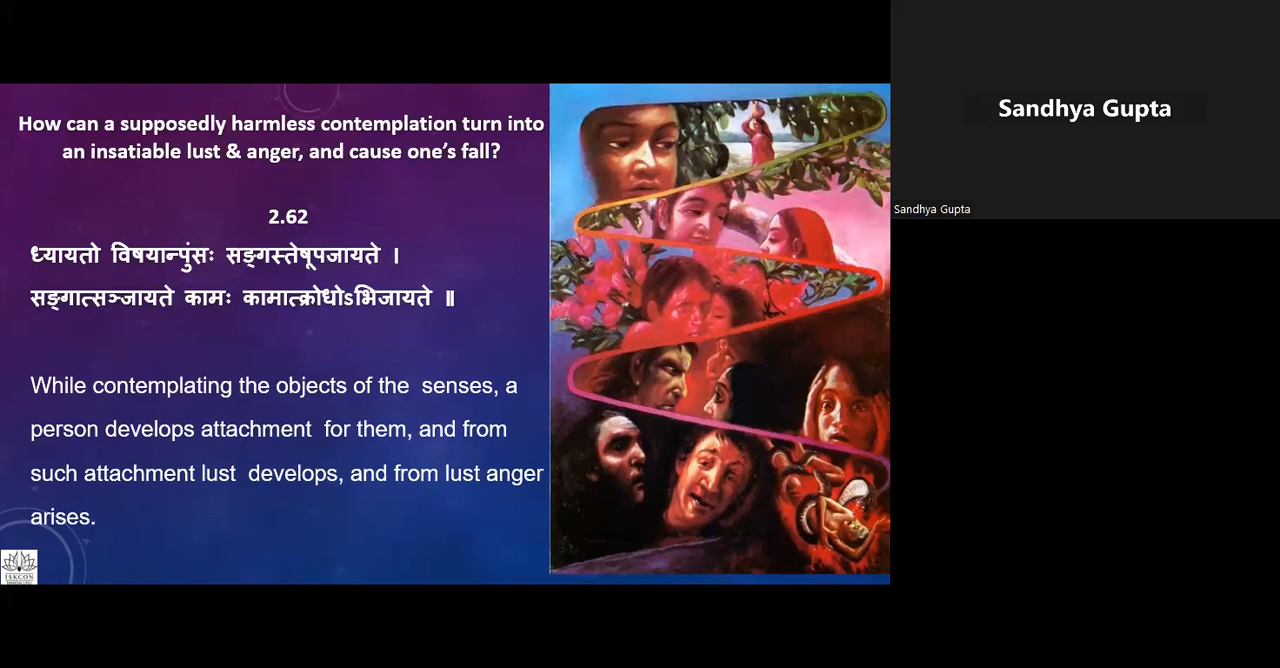 How can a supposedly harmless contemplation turn into
an insatiable lust & anger, and cause one’s fall?
2.62
ध्यायतो विषयान्पुंसः सङ्गस्तेषूपजायते ।
सङ्गात्सञ्जायते कामः कामात्क्रोधोऽभिजायते ॥
While contemplating the objects of the senses, a
person develops attachment for them, and from
such attachment lust develops, and from lust anger
arises.
ISKCON
Sandhya Gupta
Sandhya Gupta